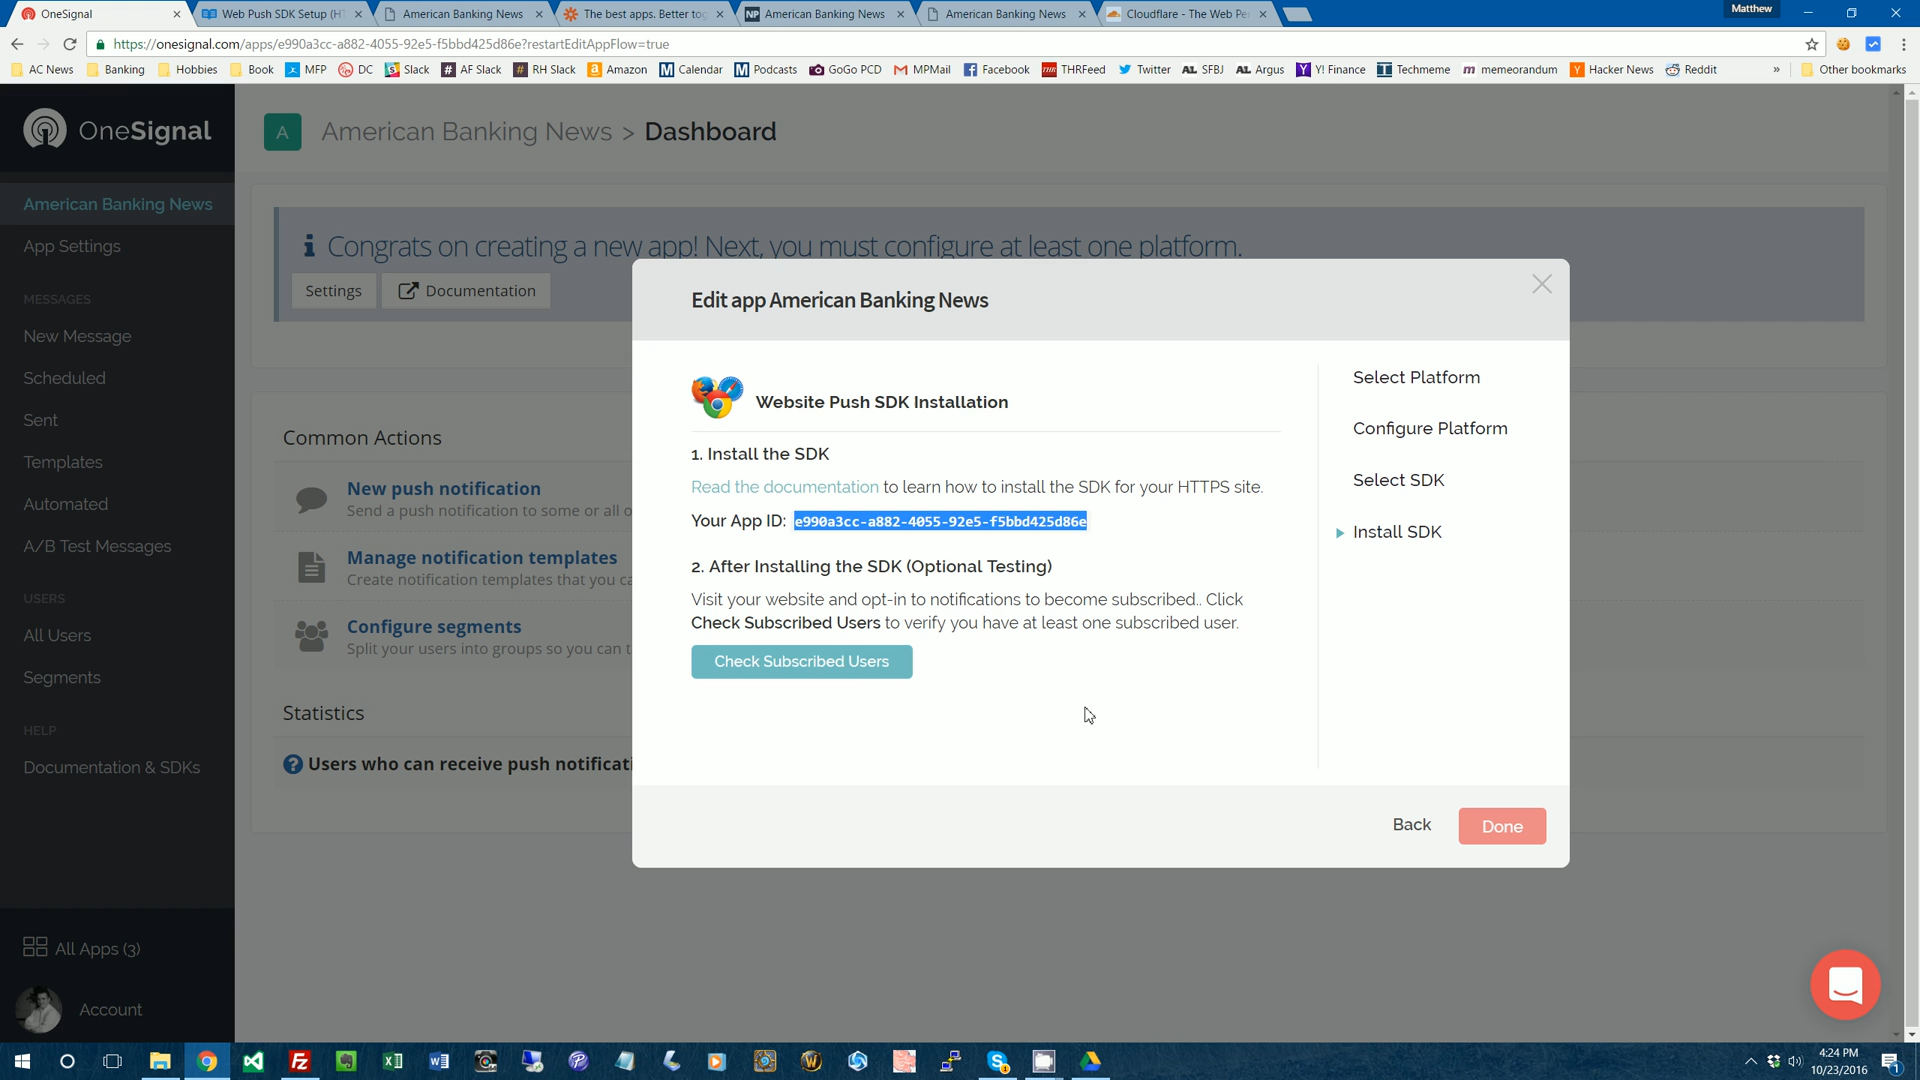 OneSignal
Web Push SDK Setup (HT
American Banking News
The best apps. Better tog
American Banking News
American Banking News
Cloudflare - The Web Pe
Matthew
https://onesignal.com/apps/e990a3cc-a882-4055-92e5-f5bbd425d86e?restartEditAppFlow=true
AC News
Banking
Hobbies
Book
MFP
DC
Slack
AF Slack
RH Slack
Amazon
Calendar
Podcasts
GoGo PCD
MPMail
Facebook
THRFeed
Twitter
SFBJ
Argus
Y! Finance
Techmeme
memeorandum
Hacker News
Reddit
»
Other bookmarks
OneSignal
A
American Banking News > Dashboard
American Banking News
App Settings
MESSAGES
New Message
Scheduled
Sent
Templates
Automated
A/B Test Messages
USERS
All Users
Segments
HELP
Documentation & SDKs
All Apps (3)
Account
Congrats on creating a new app! Next, you must configure at least one platform.
Settings
Documentation
Common Actions
New push notification
Send a push notification to some or all o
Manage notification templates
Create notification templates that you ca
Configure segments
Split your users into groups so you can t
Statistics
Users who can receive push notificati
Edit app American Banking News
Website Push SDK Installation
1. Install the SDK
Read the documentation to learn how to install the SDK for your HTTPS site.
Your App ID: e990a3cc-a882-4055-92e5-f5bbd425d86e
2. After Installing the SDK (Optional Testing)
Visit your website and opt-in to notifications to become subscribed.. Click
Check Subscribed Users to verify you have at least one subscribed user.
Check Subscribed Users
Select Platform
Configure Platform
Select SDK
Install SDK
Back
Done
4:24 PM
10/23/2016